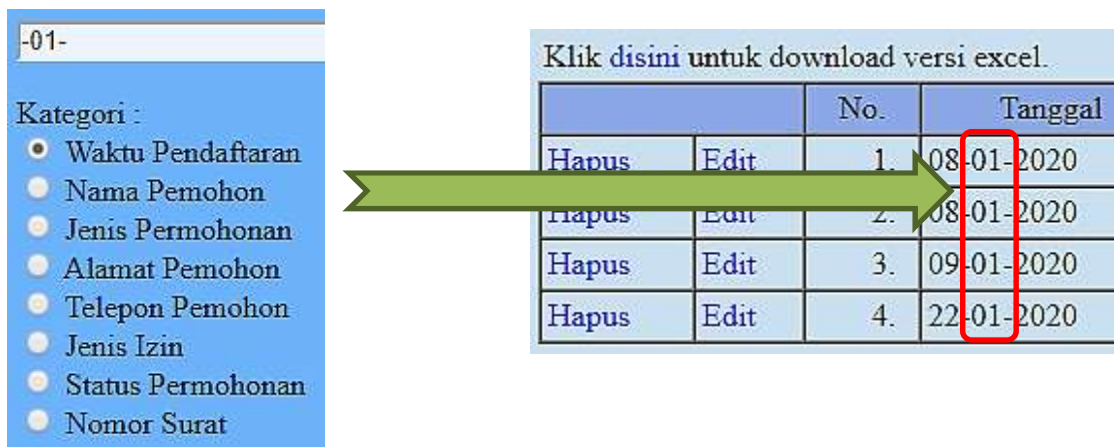 -01-
Kategori :
Waktu Pendaftaran
Nama Pemohon
Jenis Permohonan
Alamat Pemohon
Telepon Pemohon
Jenis Izin
Status Permohonan
Nomor Surat
Klik disini untuk download versi excel.
No. Tanggal
Hapus Edit 1. 08-01-2020
Hapus Edit 2. 08-01-2020
Hapus Edit 3. 09-01-2020
Hapus Edit 4. 22-01-2020